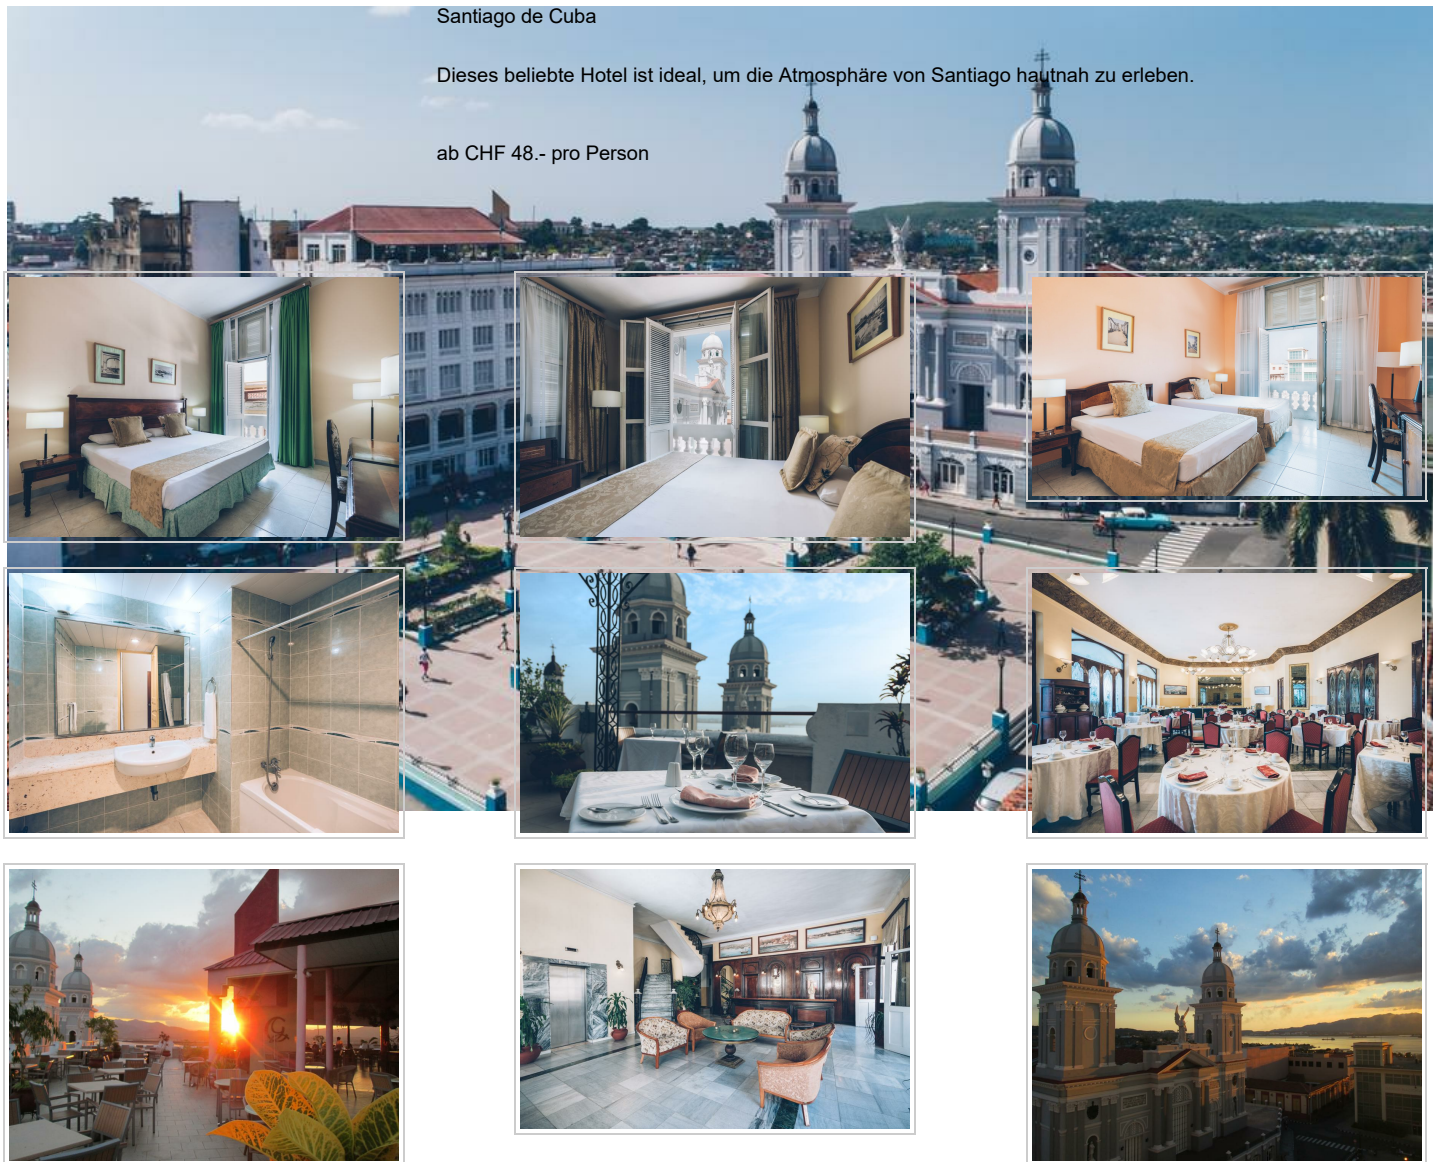 Santiago de Cuba
Dieses beliebte Hotel ist ideal, um die Atmosphäre von Santiago hautnah zu erleben.
ab CHF 48.- pro Person